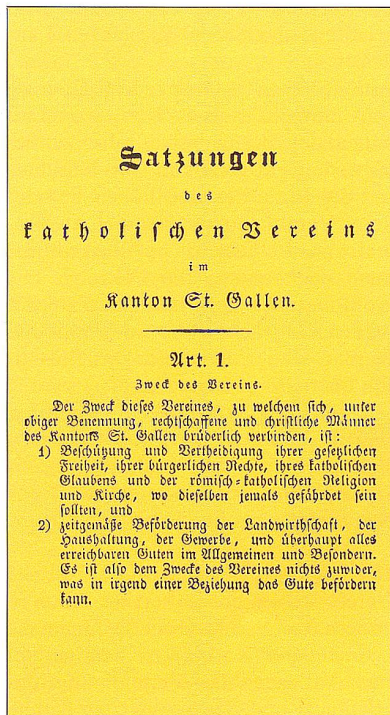 Satzungen
des
katholischen Vereins
im
Kanton St. Gallen.
Art. 1.
Zweck des Vereins.
Der Zweck dieses Vereines, zu welchem sich, unter
obiger Benennung, rechtschaffene und christliche Männer
des Kantons St. Gallen brüderlich verbinden, ist:
1) Beschützung und Vertheidigung ihrer gesetzlichen
Freiheit, ihrer bürgerlichen Rechte, ihres katholischen
Glaubens und der römisch-katholischen Religion
und Kirche, wo dieselben jemals gefährdet sein
sollten, und
2) zeitgemäße Beförderung der Landwirthschaft, der
Haushaltung, der Gewerbe, und überhaupt alles
erreichbaren Guten im Allgemeinen und Besondern.
Es ist also dem Zwecke des Vereines nichts zuwider,
was in irgend einer Beziehung das Gute befördern
kann.